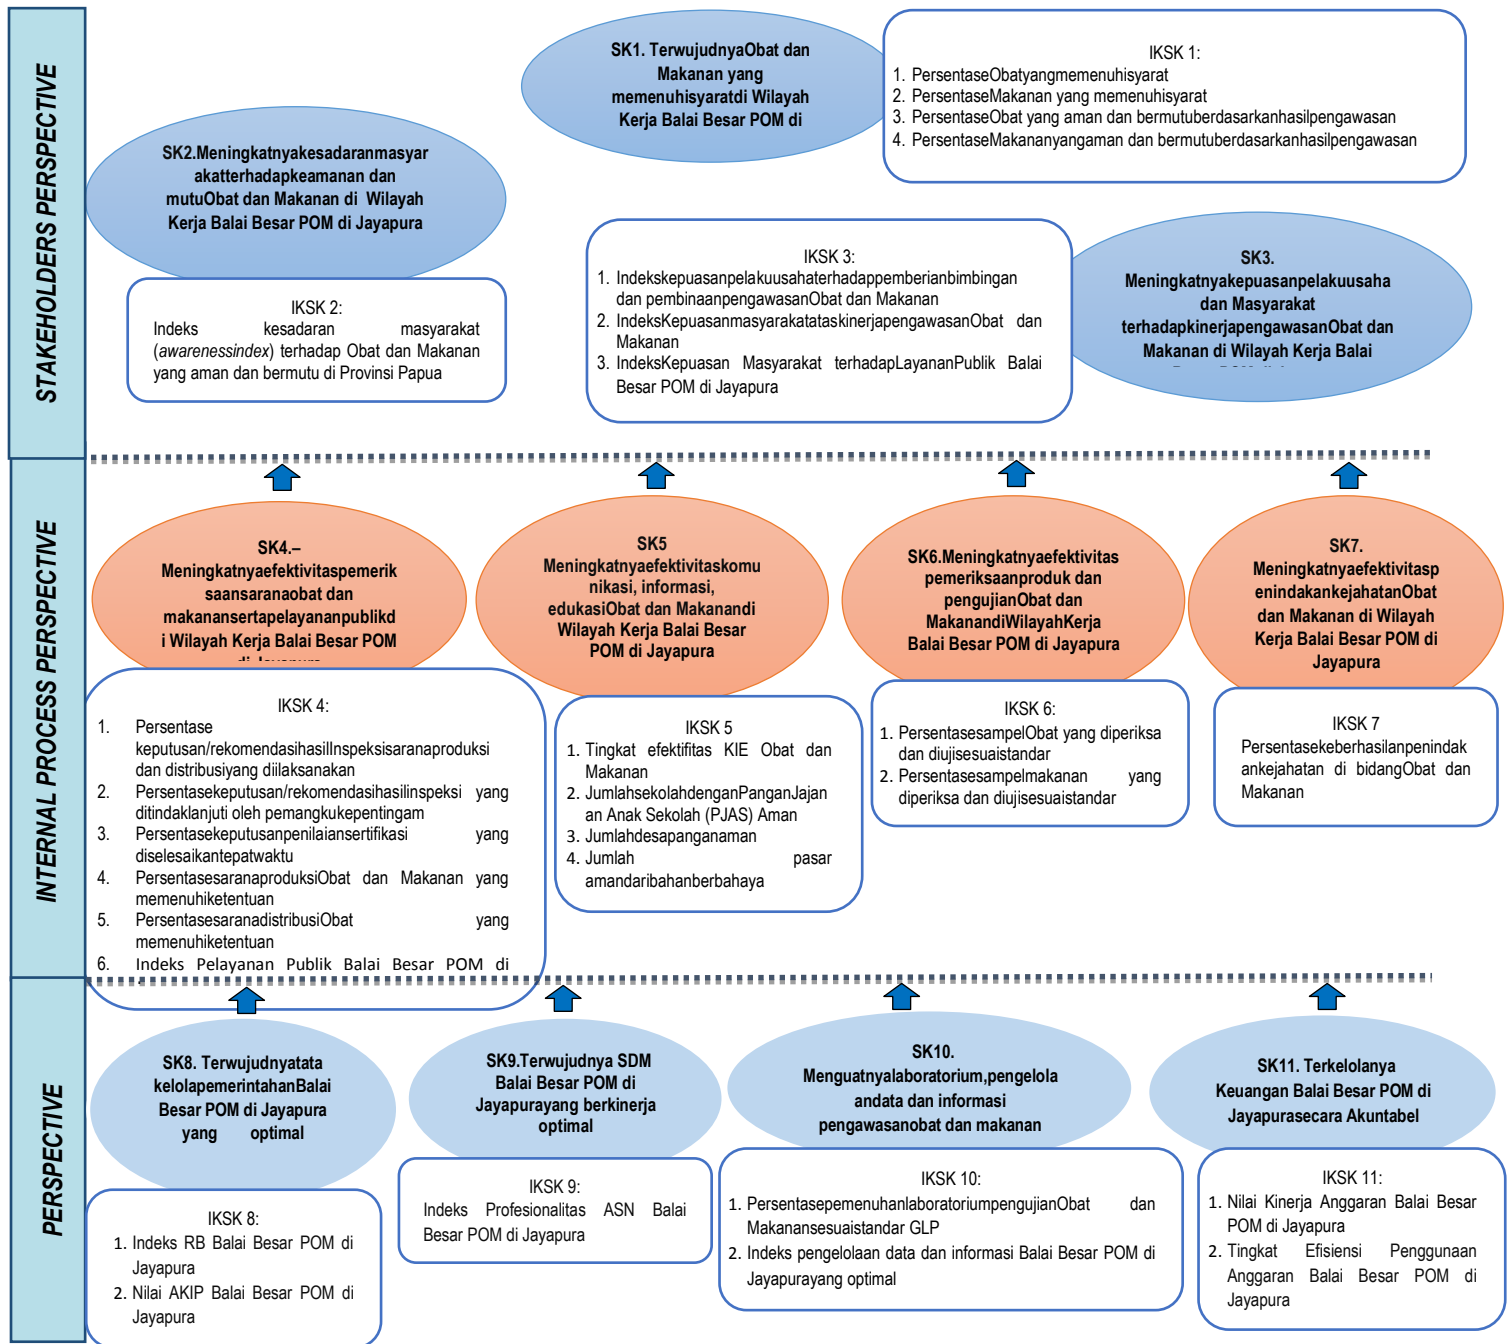 STAKEHOLDERS PERSPECTIVE
SK1. TerwujudnyaObat dan
Makanan yang
memenuhisyaratdi Wilayah
Kerja Balai Besar POM di
IKSK 1:
1. PersentaseObatyangmemenuhisyarat
2. PersentaseMakanan yang memenuhisyarat
3. PersentaseObat yang aman dan bermutuberdasarkanhasilpengawasan
4. PersentaseMakananyangaman dan bermutuberdasarkanhasilpengawasan
SK2.Meningkatnyakesadaranmasyar
akatterhadapkeamanan dan
mutuObat dan Makanan di Wilayah
Kerja Balai Besar POM di Jayapura
IKSK 2:
Indeks kesadaran masyarakat
(awarenessindex) terhadap Obat dan Makanan
yang aman dan bermutu di Provinsi Papua
IKSK 3:
1. Indekskepuasanpelakuusahaterhadappemberianbimbingan
dan pembinaanpengawasanObat dan Makanan
2. IndeksKepuasanmasyarakatataskinerjapengawasanObat dan
Makanan
3. IndeksKepuasan Masyarakat terhadapLayananPublik Balai
Besar POM di Jayapura
SK3.
Meningkatnyakepuasanpelakuusaha
dan Masyarakat
terhadapkinerjapengawasanObat dan
Makanan di Wilayah Kerja Balai
INTERNAL PROCESS PERSPECTIVE
SK4.–
Meningkatnyaefektivitaspemerik
saansaranaobat dan
makanansertapelayananpublikd
i Wilayah Kerja Balai Besar POM
di Jayapura
IKSK 4:
1. Persentase
keputusan/rekomendasihasilInspeksisaranaproduksi
dan distribusiyang diilaksanakan
2. Persentasekeputusan/rekomendasihasilinspeksi yang
ditindaklanjuti oleh pemangkukepentingam
3. Persentasekeputusanpenilaiansertifikasi yang
diselesaikantepatwaktu
4. PersentasesaranaproduksiObat dan Makanan yang
memenuhiketentuan
5. PersentasesaranadistribusiObat yang
memenuhiketentuan
6. Indeks Pelayanan Publik Balai Besar POM di
SK5
Meningkatnyaefektivitaskomu
nikasi, informasi,
edukasiObat dan Makanandi
Wilayah Kerja Balai Besar
POM di Jayapura
IKSK 5
1. Tingkat efektifitas KIE Obat dan
Makanan
2. JumlahsekolahdenganPanganJajan
an Anak Sekolah (PJAS) Aman
3. Jumlahdesapanganaman
4. Jumlah pasar
amandaribahanberbahaya
SK6.Meningkatnyaefektivitas
pemeriksaanproduk dan
pengujianObat dan
MakanandiWilayahKerja
Balai Besar POM di Jayapura
IKSK 6:
1. PersentasesampelObat yang diperiksa
dan diujisesuaistandar
2. Persentasesampelmakanan yang
diperiksa dan diujisesuaistandar
SK7.
Meningkatnyaefektivitasp
enindakankejahatanObat
dan Makanan di Wilayah
Kerja Balai Besar POM di
Jayapura
IKSK 7
Persentasekeberhasilanpenindak
ankejahatan di bidangObat dan
Makanan
PERSPECTIVE
SK8. Terwujudnyatata
kelolapemerintahanBalai
Besar POM di Jayapura
yang optimal
IKSK 8:
1. Indeks RB Balai Besar POM di
Jayapura
2. Nilai AKIP Balai Besar POM di
Jayapura
SK9.Terwujudnya SDM
Balai Besar POM di
Jayapurayang berkinerja
optimal
IKSK 9:
Indeks Profesionalitas ASN Balai
Besar POM di Jayapura
SK10.
Menguatnyalaboratorium,pengelola
andata dan informasi
pengawasanobat dan makanan
IKSK 10:
1. PersentasepemenuhanlaboratoriumpengujianObat dan
Makanansesuaistandar GLP
2. Indeks pengelolaan data dan informasi Balai Besar POM di
Jayapurayang optimal
SK11. Terkelolanya
Keuangan Balai Besar POM di
Jayapurasecara Akuntabel
IKSK 11:
1. Nilai Kinerja Anggaran Balai Besar
POM di Jayapura
2. Tingkat Efisiensi Penggunaan
Anggaran Balai Besar POM di
Jayapura